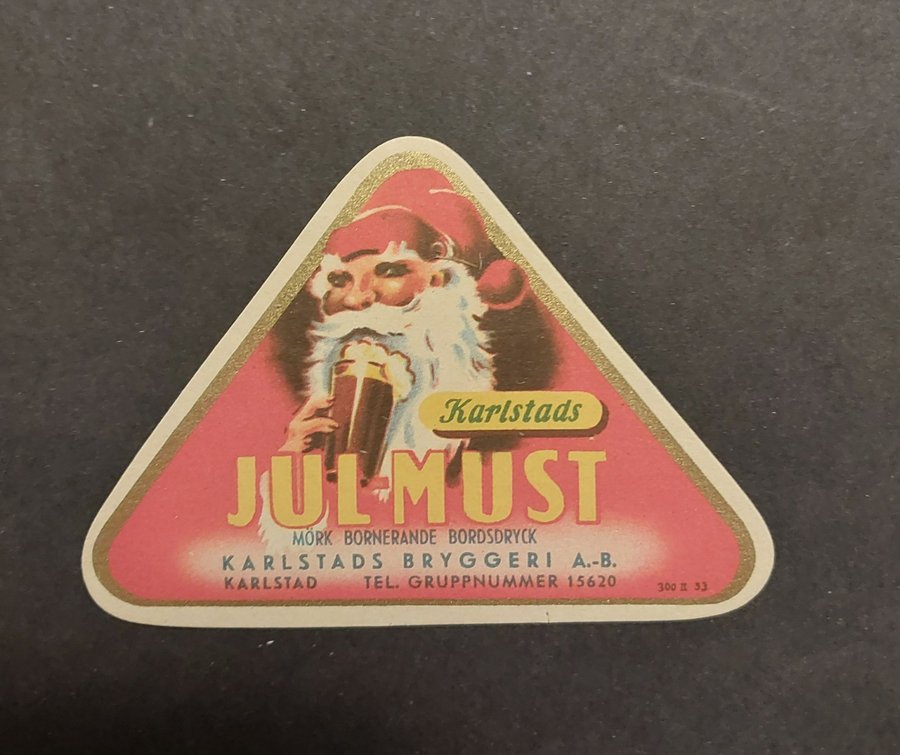 Karlstads
JUL-MUST
MÖRK BORNERANDE BORDSDRYCK
KARLSTADS BRYGGERI A.-B.
KARLSTAD TEL. GRUPPNUMMER 15620
300 II 53